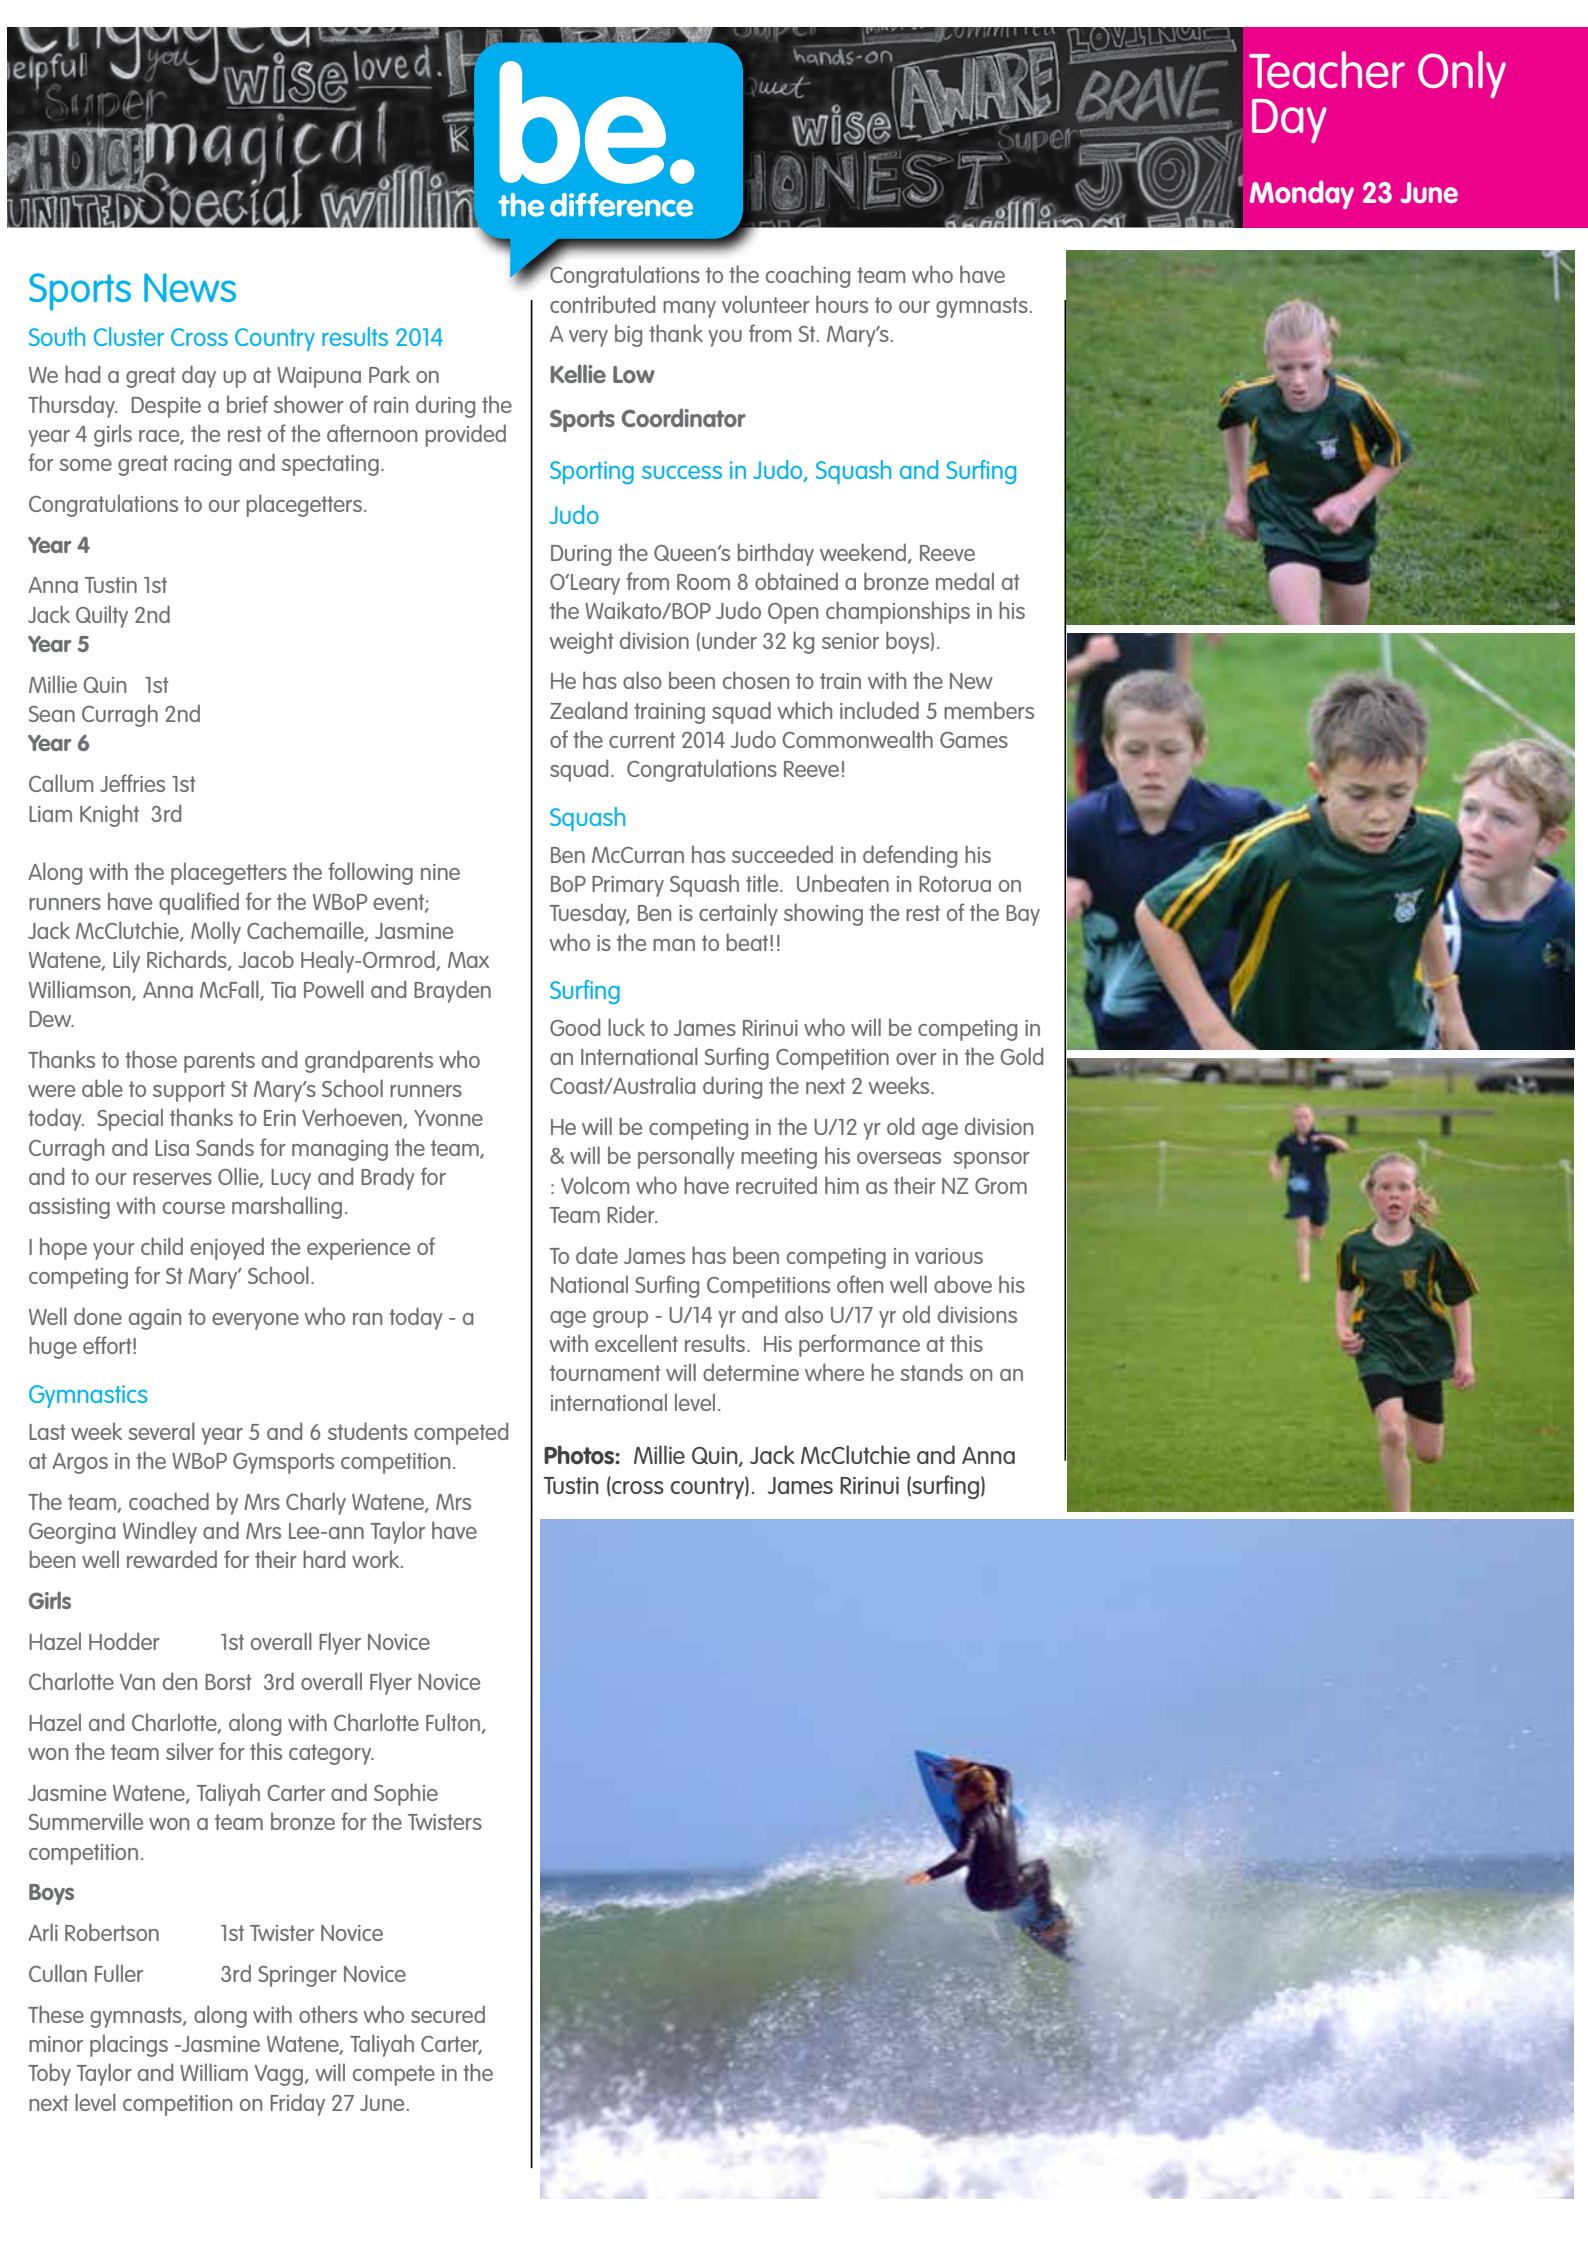 engaged
helpful
you
wise
loved.
Super
CHOICE
magical
UNITED
Special
willin
be.
the difference
Super
COMMITTED
LOVING
hands-on
Quiet
wise
AWARE
BRAVE
Super
HONEST
JOY
willing
Teacher Only
Day
Monday 23 June
Sports News
South Cluster Cross Country results 2014
We had a great day up at Waipuna Park on
Thursday.  Despite a brief shower of rain during the
year 4 girls race, the rest of the afternoon provided
for some great racing and spectating.
Congratulations to our placegetters.
Year 4
Anna Tustin 1st
Jack Quilty 2nd
Year 5
Millie Quin   1st
Sean Curragh 2nd
Year 6
Callum Jeffries 1st
Liam Knight  3rd
Along with the placegetters the following nine
runners have qualified for the WBoP event;
Jack McClutchie, Molly Cachemaille, Jasmine
Watene, Lily Richards, Jacob Healy-Ormrod, Max
Williamson, Anna McFall, Tia Powell and Brayden
Dew.
Thanks to those parents and grandparents who
were able to support St Mary's School runners
today.  Special thanks to Erin Verhoeven, Yvonne
Curragh and Lisa Sands for managing the team,
and to our reserves Ollie, Lucy and Brady for
assisting with course marshalling.
I hope your child enjoyed the experience of
competing for St Mary' School.
Well done again to everyone who ran today - a
huge effort!
Gymnastics
Last week several year 5 and 6 students competed
at Argos in the WBoP Gymsports competition.
The team, coached by Mrs Charly Watene, Mrs
Georgina Windley and Mrs Lee-ann Taylor have
been well rewarded for their hard work.
Girls
Hazel Hodder          1st overall Flyer Novice
Charlotte Van den Borst  3rd overall Flyer Novice
Hazel and Charlotte, along with Charlotte Fulton,
won the team silver for this category.
Jasmine Watene, Taliyah Carter and Sophie
Summerville won a team bronze for the Twisters
competition.
Boys
Arli Robertson          1st Twister Novice
Cullan Fuller             3rd Springer Novice
These gymnasts, along with others who secured
minor placings -Jasmine Watene, Taliyah Carter,
Toby Taylor and William Vagg, will compete in the
next level competition on Friday 27 June.
Congratulations to the coaching team who have
contributed many volunteer hours to our gymnasts.
A very big thank you from St. Mary's.
Kellie Low
Sports Coordinator
Sporting success in Judo, Squash and Surfing
Judo
During the Queen's birthday weekend, Reeve
O'Leary from Room 8 obtained a bronze medal at
the Waikato/BOP Judo Open championships in his
weight division (under 32 kg senior boys).
He has also been chosen to train with the New
Zealand training squad which included 5 members
of the current 2014 Judo Commonwealth Games
squad.  Congratulations Reeve!
Squash
Ben McCurran has succeeded in defending his
BoP Primary Squash title.  Unbeaten in Rotorua on
Tuesday, Ben is certainly showing the rest of the Bay
who is the man to beat!!
Surfing
Good luck to James Ririnui who will be competing in
an International Surfing Competition over in the Gold
Coast/Australia during the next 2 weeks.
He will be competing in the U/12 yr old age division
& will be personally meeting his overseas  sponsor
: Volcom who have recruited him as their NZ Grom
Team Rider.
To date James has been competing in various
National Surfing Competitions often well above his
age group - U/14 yr and also U/17 yr old divisions
with excellent results.  His performance at this
tournament will determine where he stands on an
international level.
Photos:  Millie Quin, Jack McClutchie and Anna
Tustin (cross country).  James Ririnui (surfing)